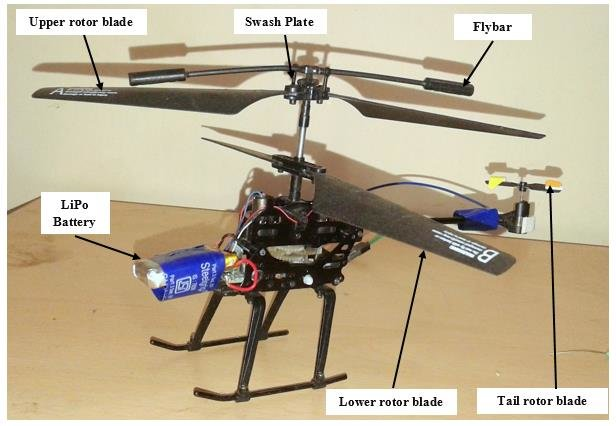 Upper rotor blade
Swash Plate
Flybar
A
LiPo
Battery
B
Lower rotor blade
Tail rotor blade